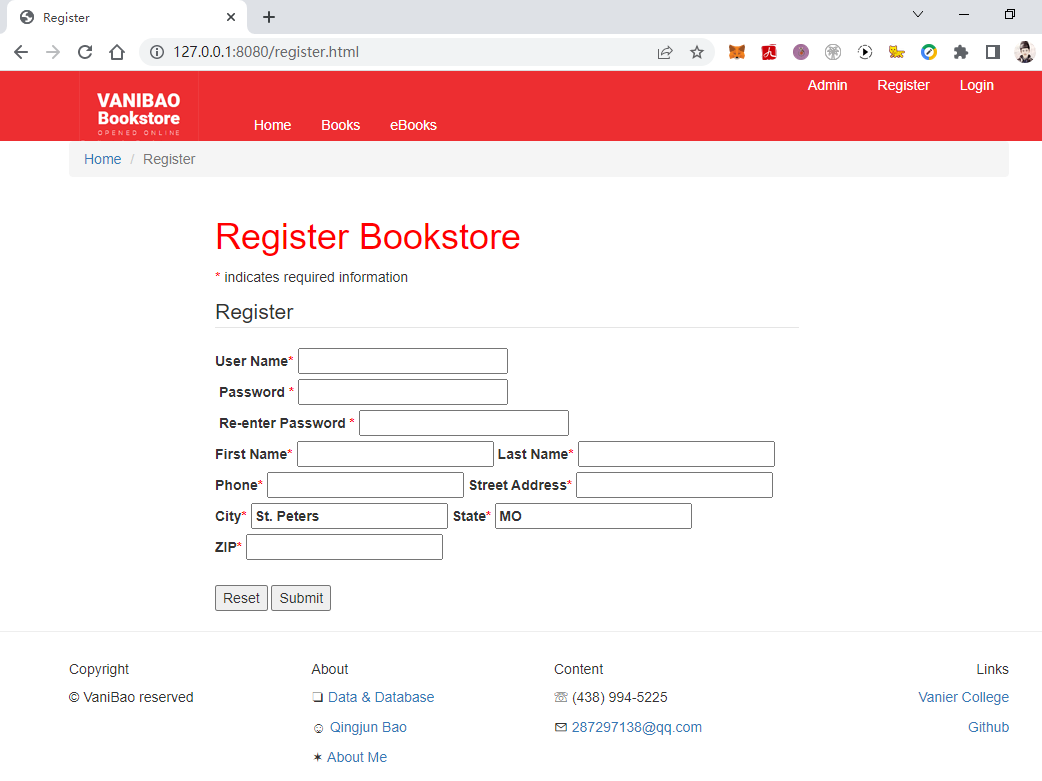 Register
127.0.0.1:8080/register.html
Admin Register Login
VANIBAO
Bookstore
OPENED ONLINE
Home Books eBooks
Home / Register
Register Bookstore
* indicates required information
Register
User Name*
Password *
Re-enter Password *
First Name* Last Name*
Phone* Street Address*
City* St. Peters State* MO
ZIP*
Reset Submit
Copyright About Content Links
© VaniBao reserved ❑ Data & Database ☏ (438) 994-5225 Vanier College
☺ Qingjun Bao ✉ 287297138@qq.com Github
✶ About Me